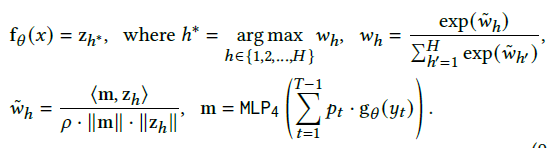 f_θ(x) = z_{h*}, where h* = arg max_{h∈{1,2,...,H}} w_h, w_h = exp(w̃_h) / Σ_{h'=1}^{H} exp(w̃_{h'}),
w̃_h = ⟨m, z_h⟩ / (ρ · ‖m‖ · ‖z_h‖), m = MLP₄ ( Σ_{t=1}^{T−1} p_t · g_θ(y_t) ) .